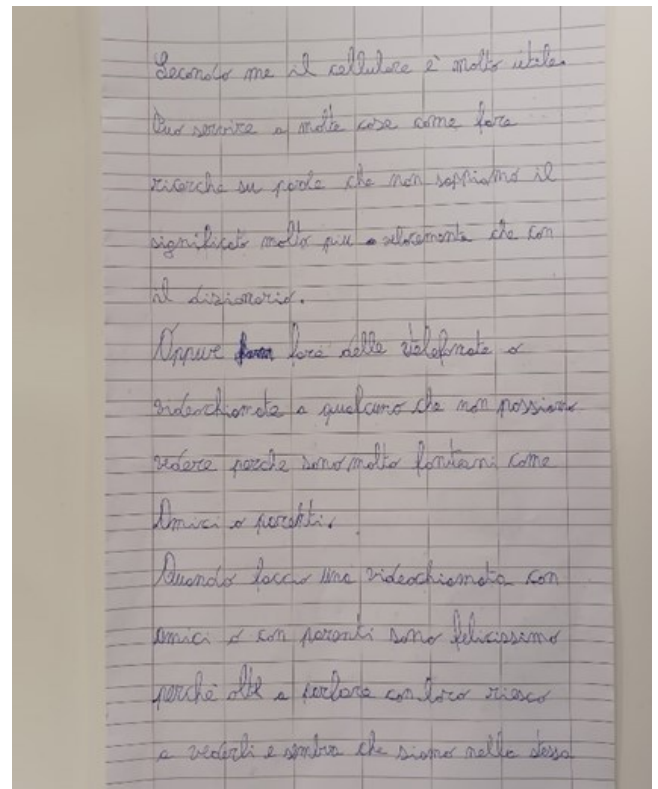 Secondo me il cellulare è molto utile.
Puo servire a molte cose come fare
ricerche su parole che non sappiamo il
significato molto piu velocemente che con
il dizionario.
Oppure fare delle telefonate o
videochiamate a qualcuno che non possiamo
vedere perche sono molto lontani come
Amici o parenti.
Quando faccio una videochiamata con
amici o con parenti sono felicissimo
perché oltre a parlare con loro riesco
a vederli e sembra che siamo nella stessa